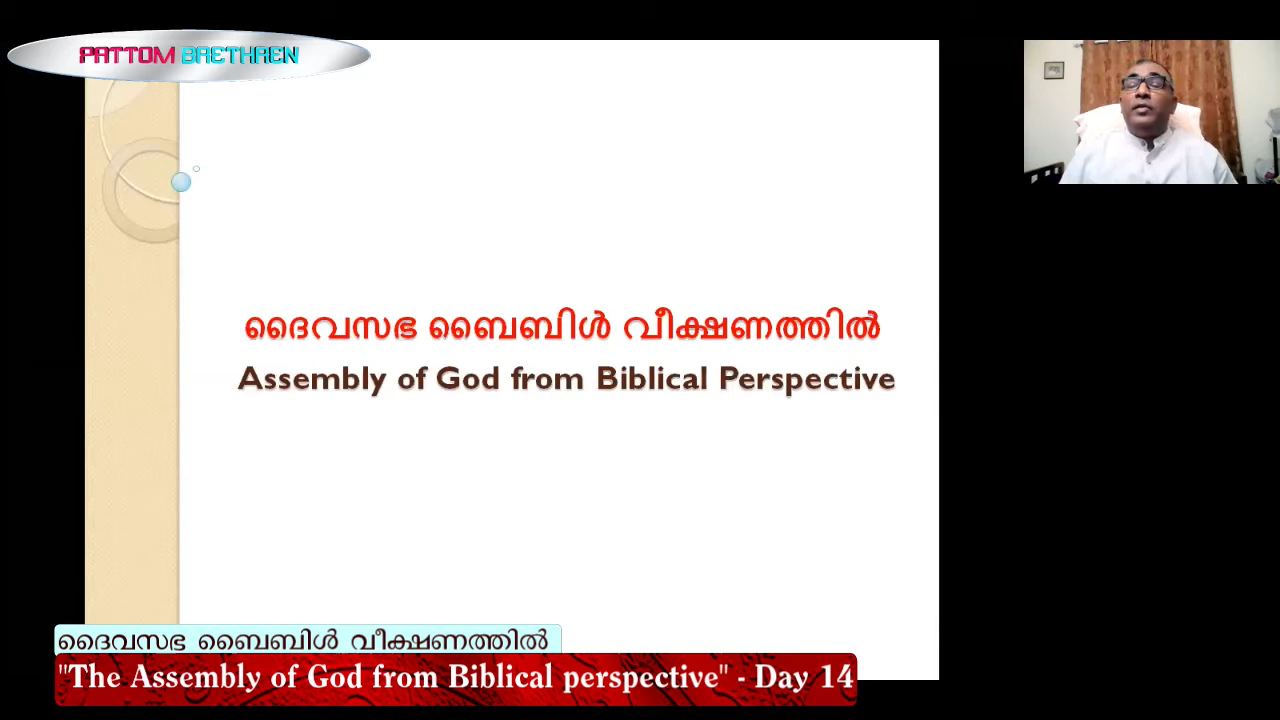 PATTOM BRETHREN
ദൈവസഭ ബൈബിൾ വീക്ഷണത്തിൽ
Assembly of God from Biblical Perspective
ദൈവസഭ ബൈബിൾ വീക്ഷണത്തിൽ
"The Assembly of God from Biblical perspective" - Day 14